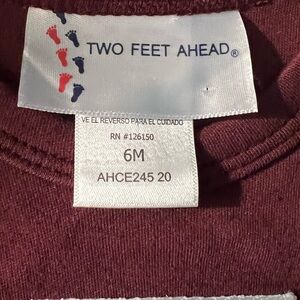 TWO FEET AHEAD®
VE EL REVERSO PARA EL CUIDADO
RN #126150
6M
AHCE245 20